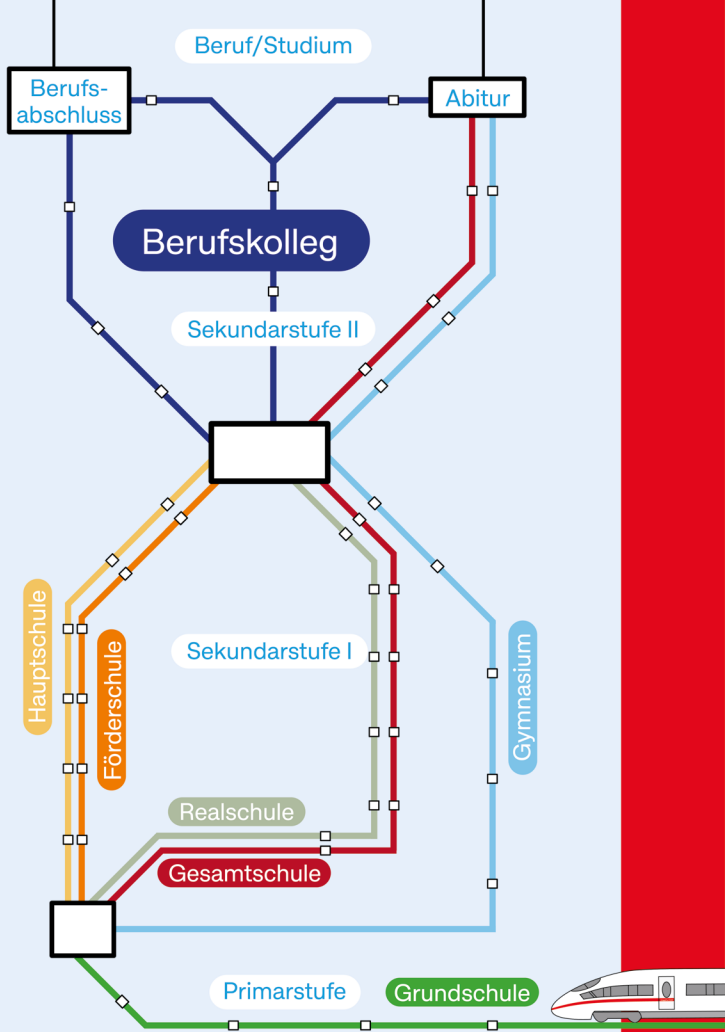 Beruf/Studium
Berufs-
abschluss
Abitur
Berufskolleg
Sekundarstufe II
Hauptschule
Förderschule
Sekundarstufe I
Gymnasium
Realschule
Gesamtschule
Primarstufe
Grundschule